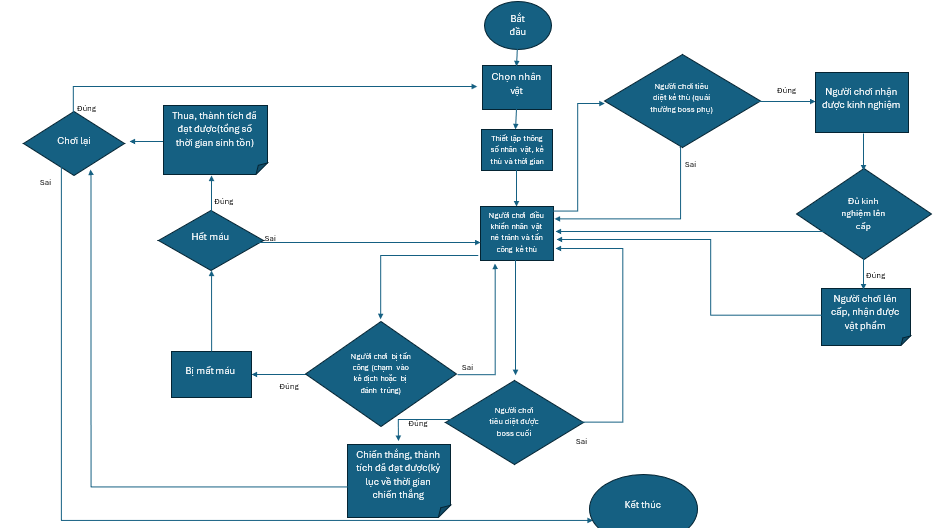 Bắt
đầu
Chọn nhân
vật
Thiết lập thông
số nhân vật, kẻ
thù và thời gian
Người chơi điều
khiển nhân vật
né tránh và tấn
công kẻ thù
Người chơi tiêu
diệt kẻ thù (quái
thường boss phụ)
Đúng
Sai
Người chơi nhận
được kinh nghiệm
Đủ kinh
nghiệm lên
cấp
Đúng
Người chơi lên
cấp, nhận được
vật phẩm
Đúng
Chơi lại
Sai
Thua, thành tích đã
đạt được(tổng số
thời gian sinh tồn)
Đúng
Hết máu
Sai
Bị mất máu
Đúng
Người chơi bị tấn
công (chạm vào
kẻ địch hoặc bị
đánh trúng)
Sai
Người chơi
tiêu diệt được
boss cuối
Đúng
Sai
Chiến thắng, thành
tích đã đạt được(kỷ
lục về thời gian
chiến thắng
Kết thúc